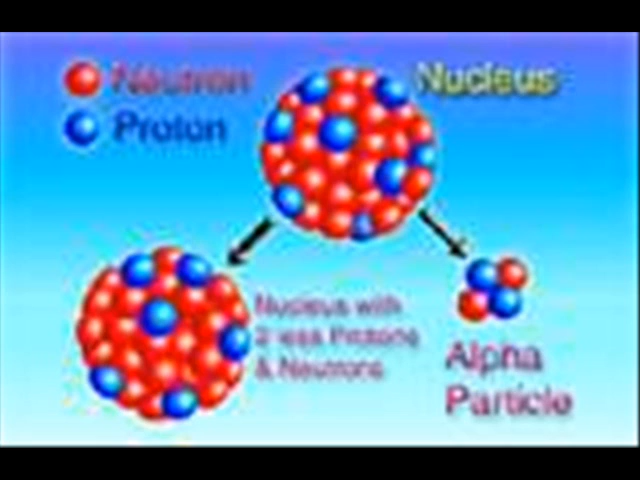 Neutron
Nucleus
Proton
Nucleus with
2 less Protons
& Neutrons
Alpha
Particle